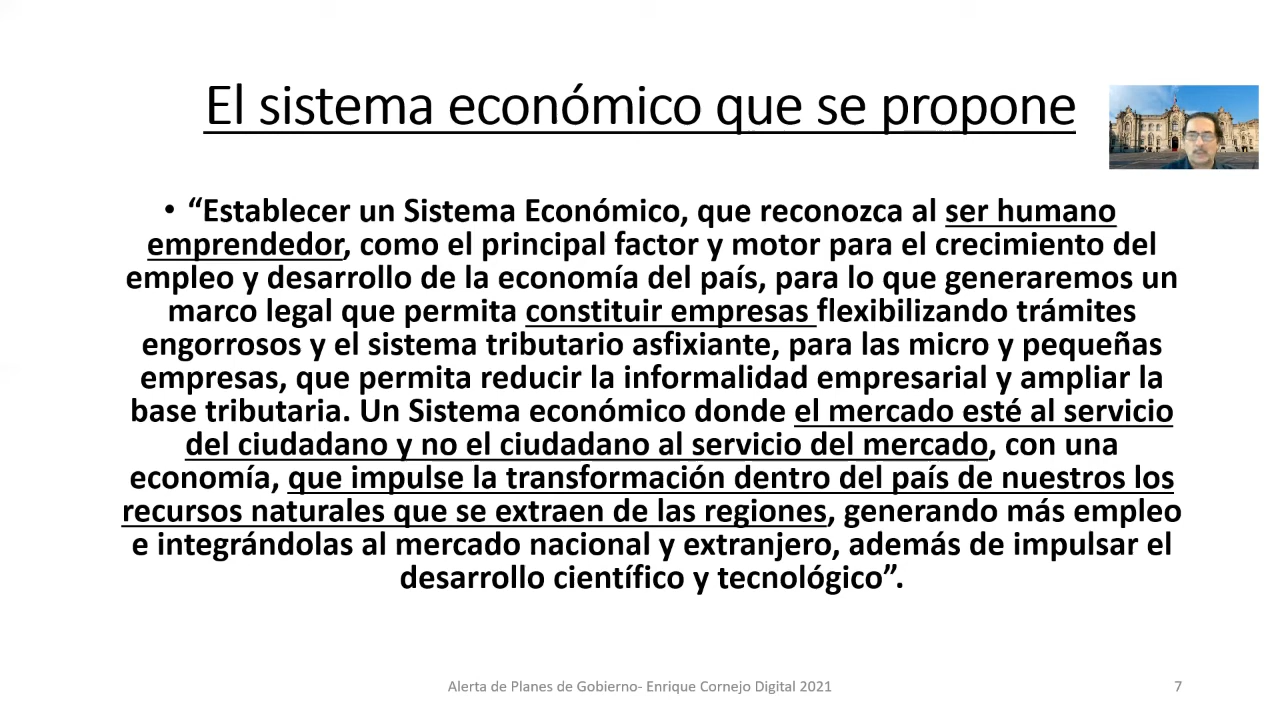 El sistema económico que se propone
• “Establecer un Sistema Económico, que reconozca al ser humano
emprendedor, como el principal factor y motor para el crecimiento del
empleo y desarrollo de la economía del país, para lo que generaremos un
marco legal que permita constituir empresas flexibilizando trámites
engorrosos y el sistema tributario asfixiante, para las micro y pequeñas
empresas, que permita reducir la informalidad empresarial y ampliar la
base tributaria. Un Sistema económico donde el mercado esté al servicio
del ciudadano y no el ciudadano al servicio del mercado, con una
economía, que impulse la transformación dentro del país de nuestros los
recursos naturales que se extraen de las regiones, generando más empleo
e integrándolas al mercado nacional y extranjero, además de impulsar el
desarrollo científico y tecnológico”.
Alerta de Planes de Gobierno- Enrique Cornejo Digital 2021
7